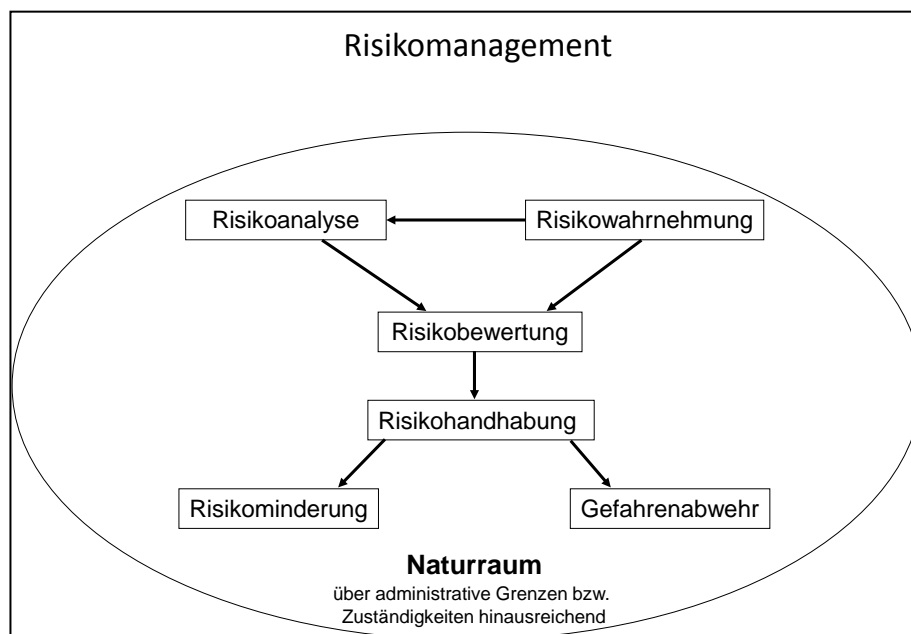 Risikomanagement
Risikoanalyse
Risikowahrnehmung
Risikobewertung
Risikohandhabung
Risikominderung
Gefahrenabwehr
Naturraum
über administrative Grenzen bzw.
Zuständigkeiten hinausreichend